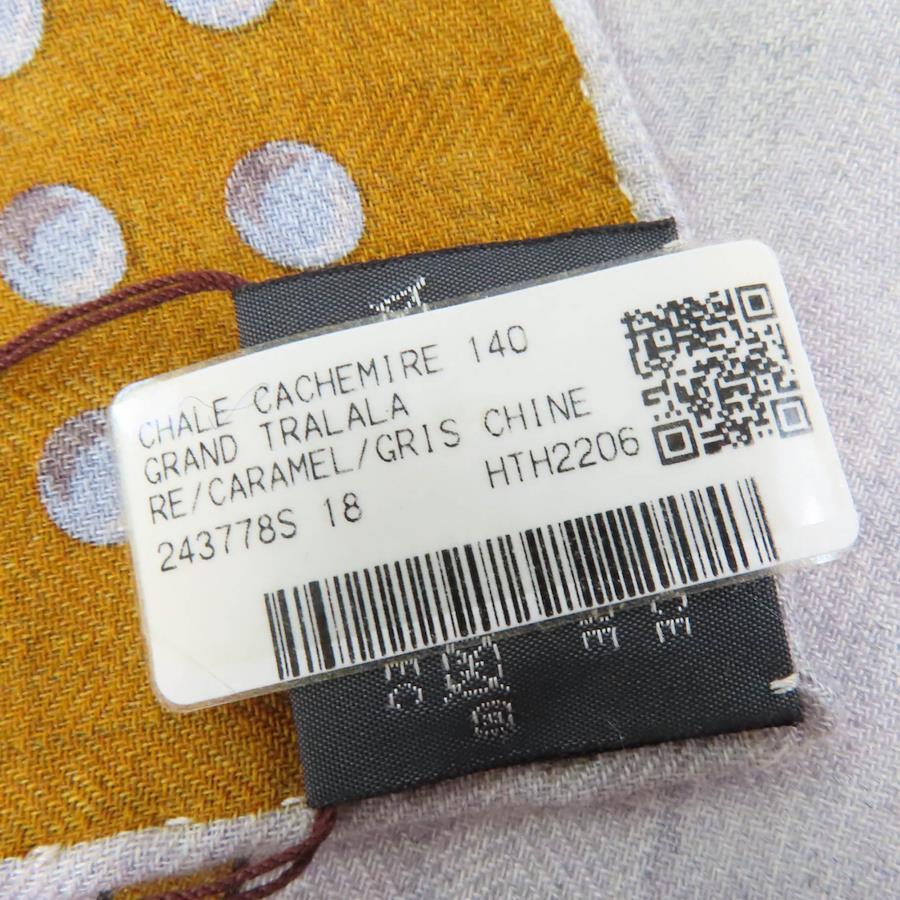 CHALE CACHEMIRE 140
GRAND TRALALA
RE/CARAMEL/GRIS CHINE
243778S 18 HTH2206